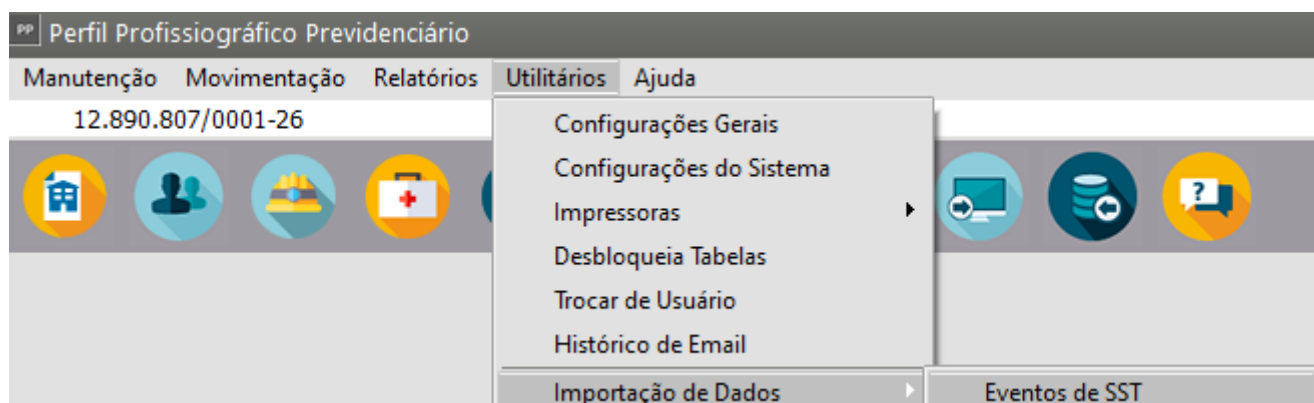 PP Perfil Profissiográfico Previdenciário
Manutenção Movimentação Relatórios Utilitários Ajuda
12.890.807/0001-26
Configurações Gerais
Configurações do Sistema
Impressoras
Desbloqueia Tabelas
Trocar de Usuário
Histórico de Email
Importação de Dados
Eventos de SST
?